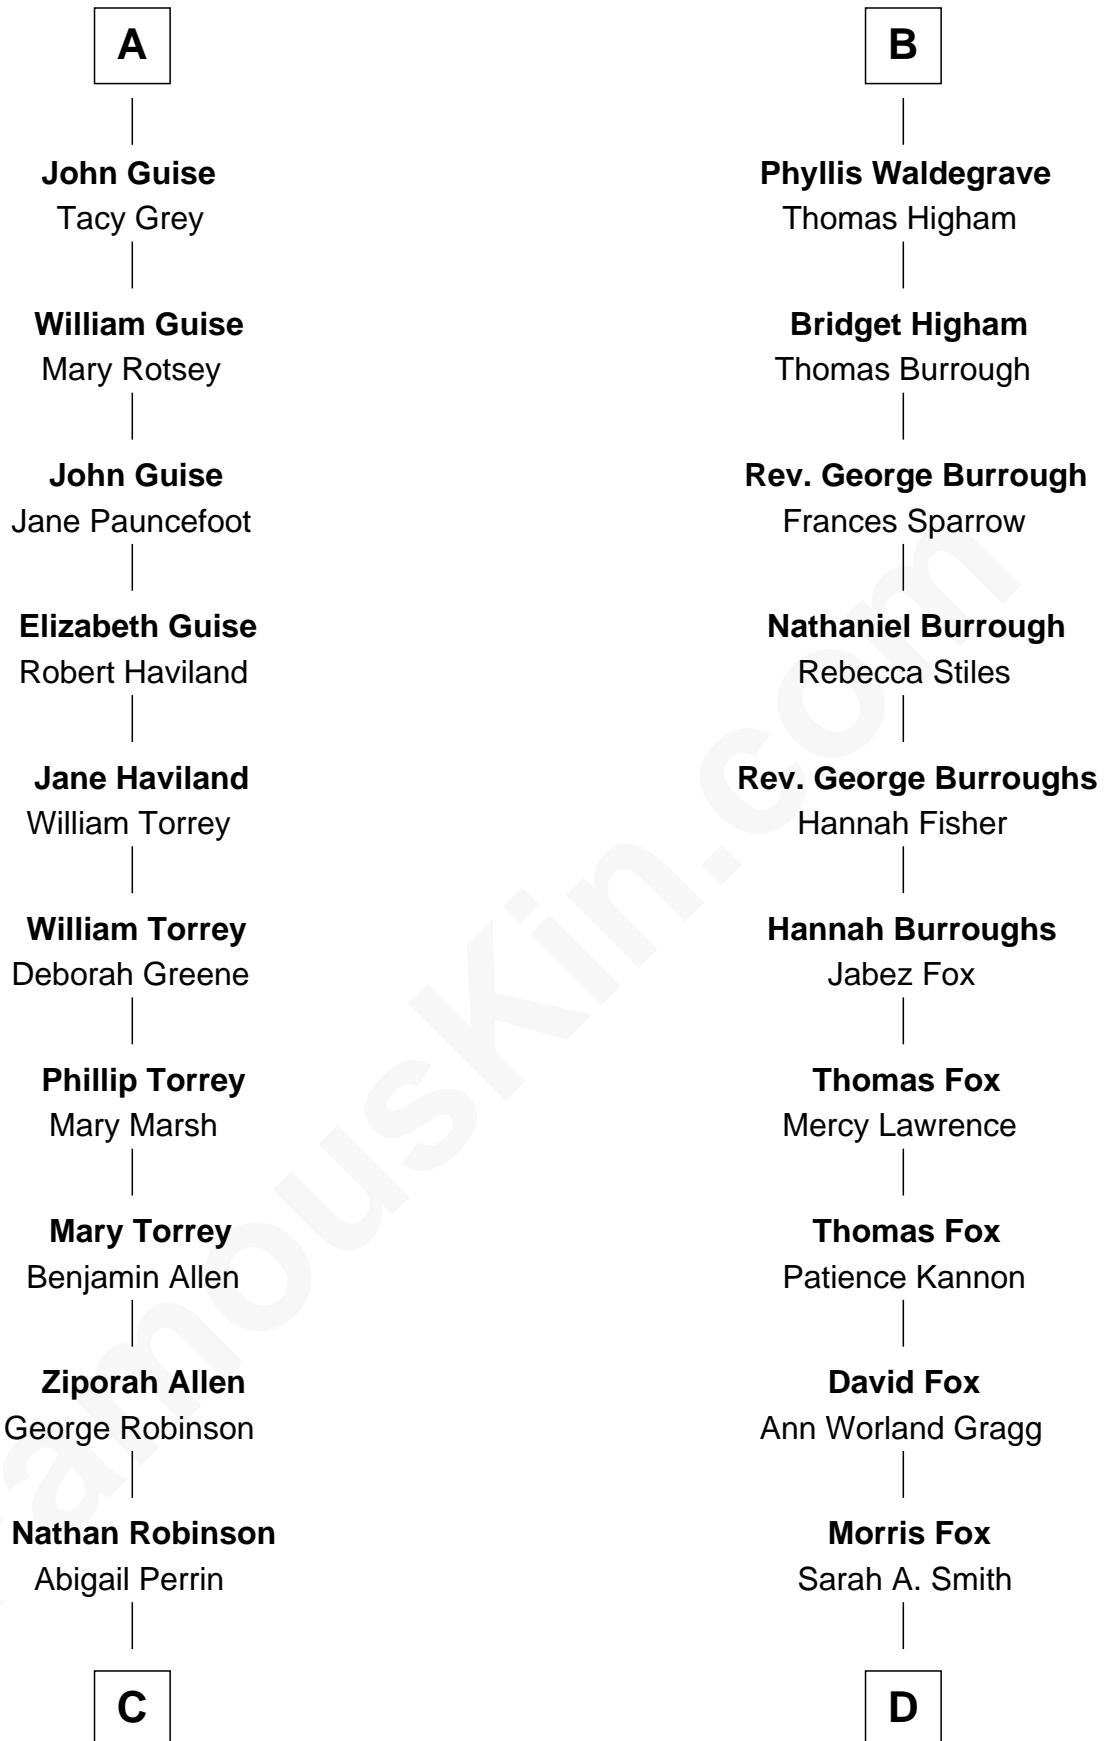 A
John Guise
Tacy Grey
William Guise
Mary Rotsey
John Guise
Jane Pauncefoot
Elizabeth Guise
Robert Haviland
Jane Haviland
William Torrey
William Torrey
Deborah Greene
Phillip Torrey
Mary Marsh
Mary Torrey
Benjamin Allen
Ziporah Allen
George Robinson
Nathan Robinson
Abigail Perrin
C
B
Phyllis Waldegrave
Thomas Higham
Bridget Higham
Thomas Burrough
Rev. George Burrough
Frances Sparrow
Nathaniel Burrough
Rebecca Stiles
Rev. George Burroughs
Hannah Fisher
Hannah Burroughs
Jabez Fox
Thomas Fox
Mercy Lawrence
Thomas Fox
Patience Kannon
David Fox
Ann Worland Gragg
Morris Fox
Sarah A. Smith
D
FamousKin.com